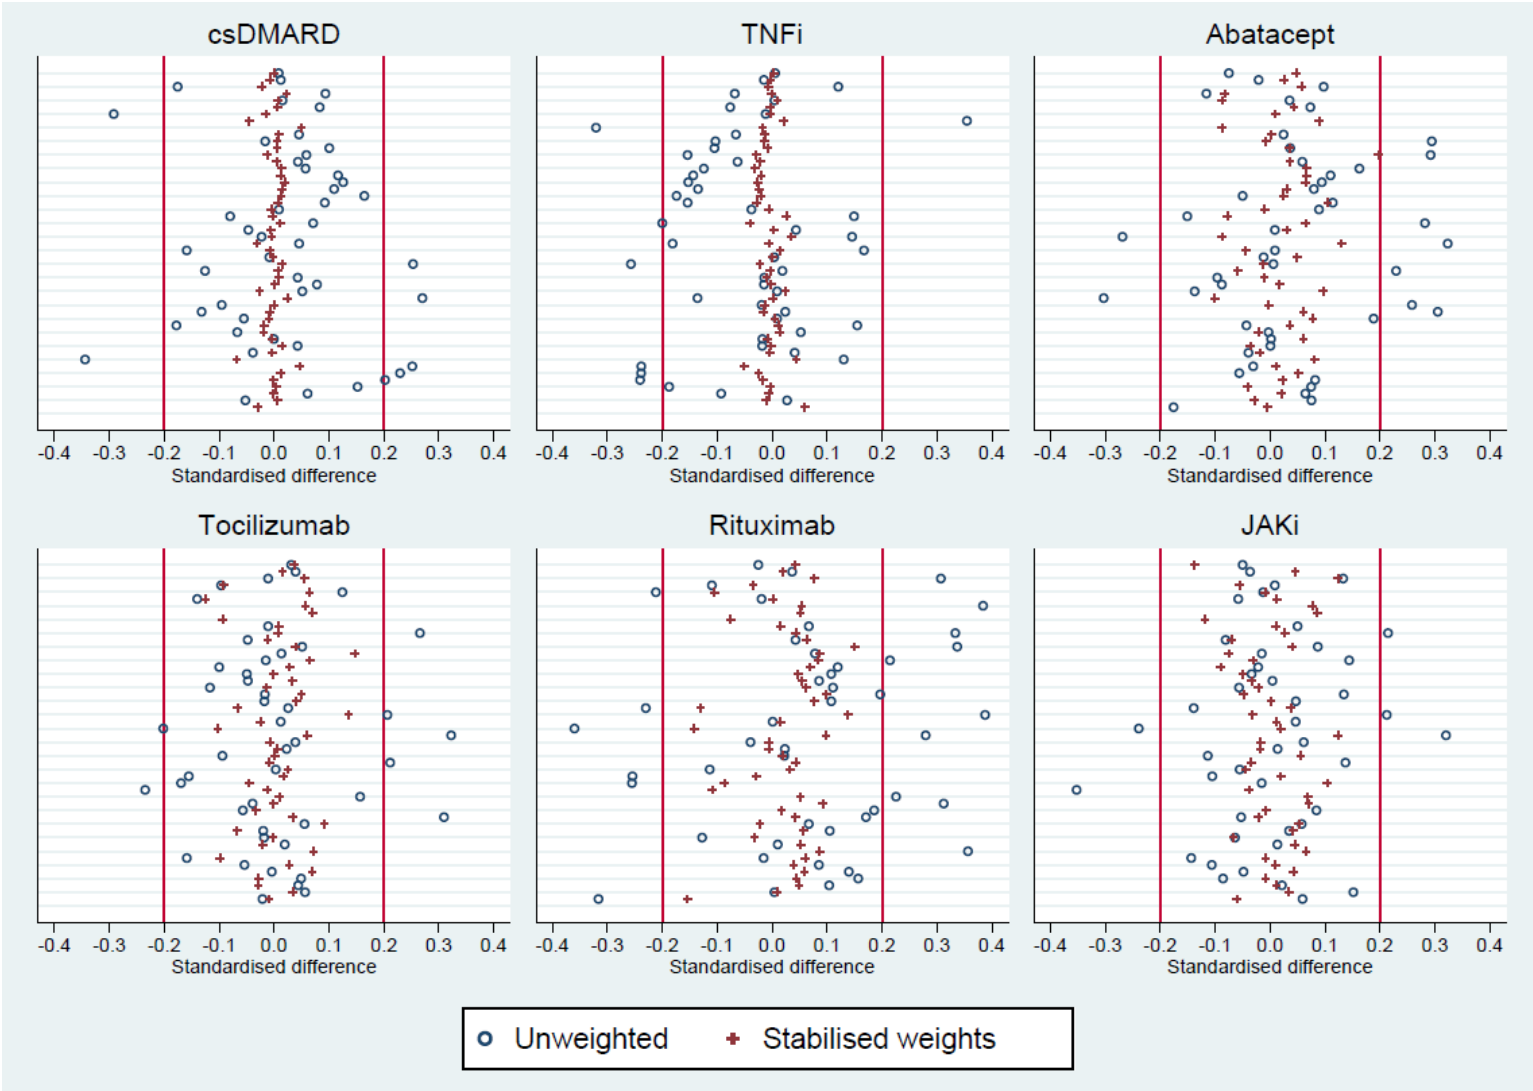 csDMARD
TNFi
Abatacept
-0.4 -0.3 -0.2 -0.1 0.0 0.1 0.2 0.3 0.4
-0.4 -0.3 -0.2 -0.1 0.0 0.1 0.2 0.3 0.4
-0.4 -0.3 -0.2 -0.1 0.0 0.1 0.2 0.3 0.4
Standardised difference
Standardised difference
Standardised difference
Tocilizumab
Rituximab
JAKi
-0.4 -0.3 -0.2 -0.1 0.0 0.1 0.2 0.3 0.4
-0.4 -0.3 -0.2 -0.1 0.0 0.1 0.2 0.3 0.4
-0.4 -0.3 -0.2 -0.1 0.0 0.1 0.2 0.3 0.4
Standardised difference
Standardised difference
Standardised difference
Unweighted
Stabilised weights